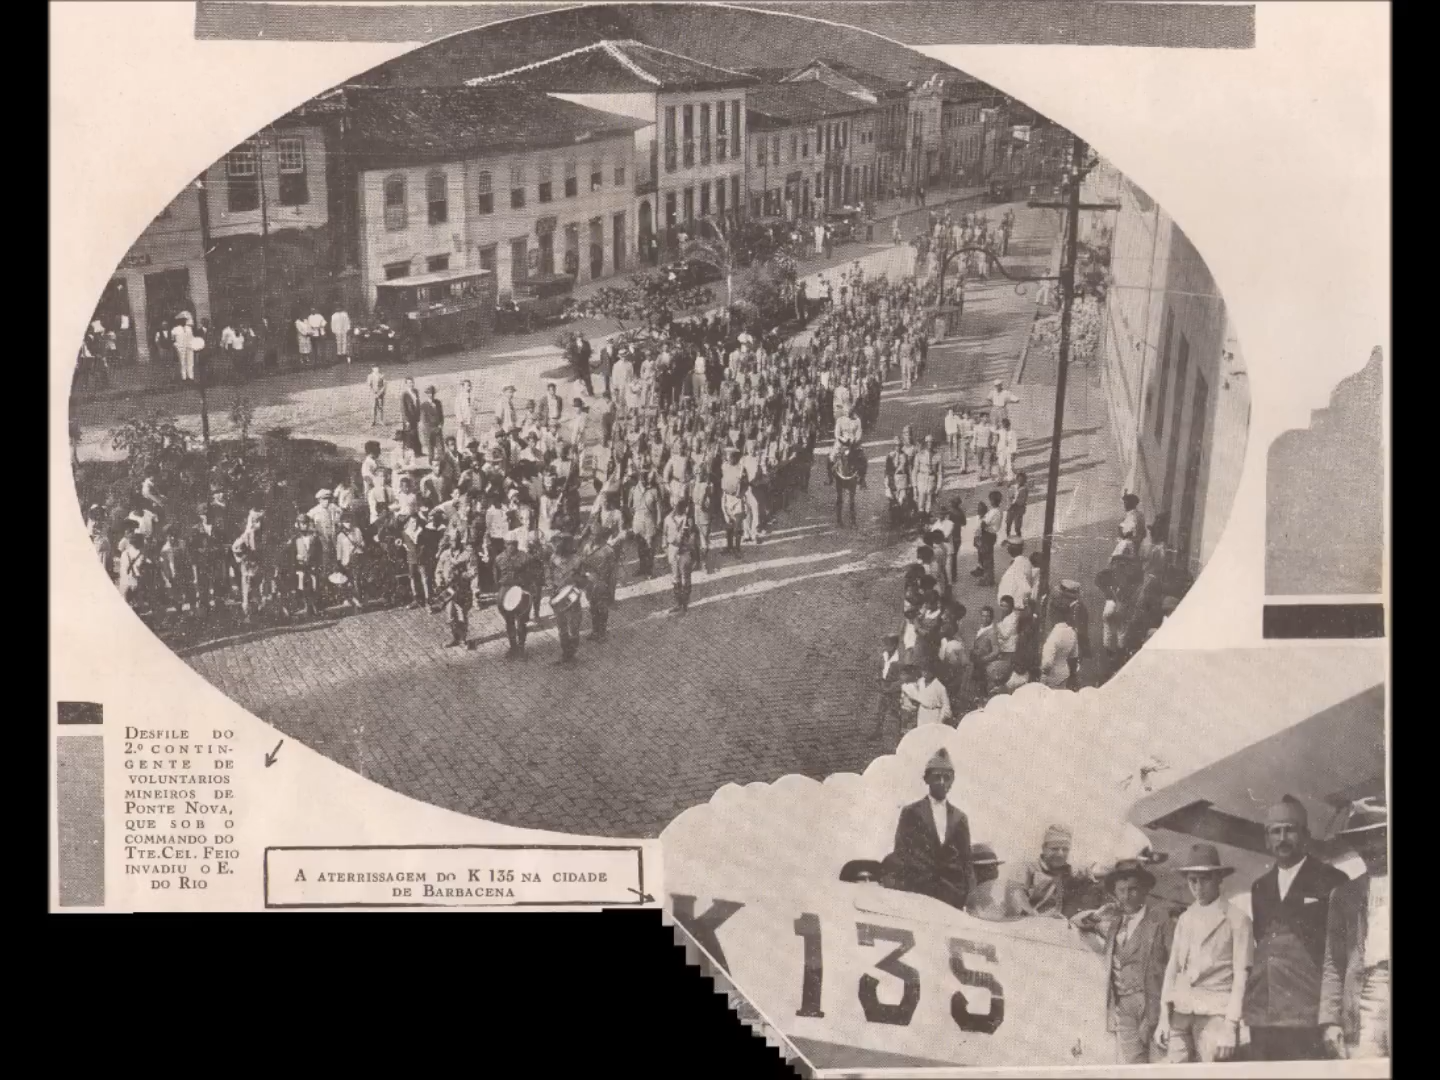 DESFILE DO
2.º CONTIN-
GENTE DE
VOLUNTARIOS
MINEIROS DE
PONTE NOVA,
QUE SOB O
COMMANDO DO
TTE.CEL. FEIO
INVADIU O E.
DO RIO
A ATERRISSAGEM DO K 135 NA CIDADE
DE BARBACENA
K 135